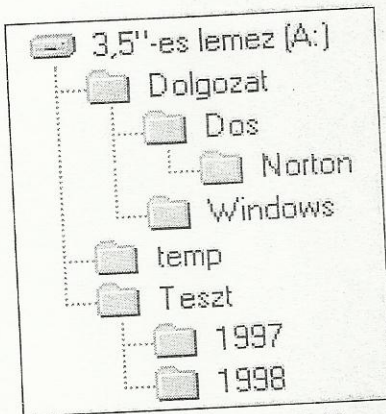 3,5''-es lemez (A:)
Dolgozat
Dos
Norton
Windows
temp
Teszt
1997
1998